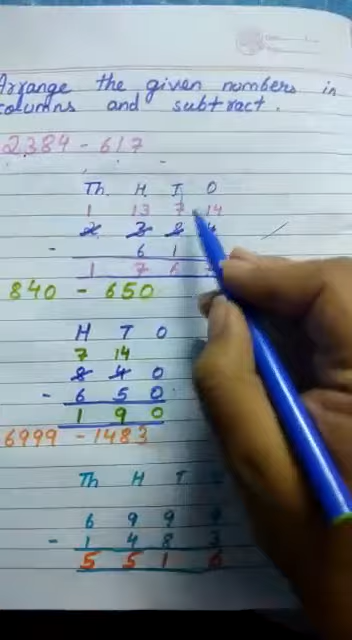 Arrange the given numbers in
columns and subtract.
2384 - 617
Th H T O
1 13 7 14
2 3 8 4
- 6 1
1 7 6
840 - 650
H T O
7 14
8 4 0
- 6 5 0
1 9 0
6999 - 1483
Th H T
6 9 9 9
- 1 4 8 3
5 5 1 6